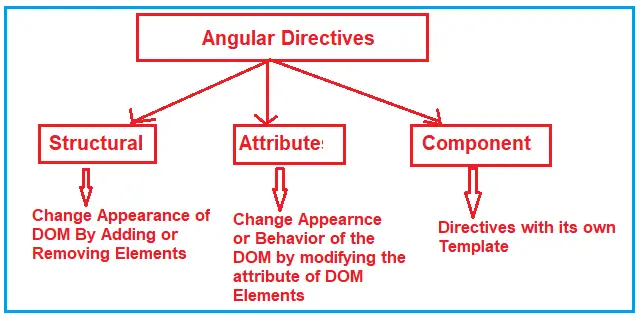 Angular Directives
Structural
Attributes
Component
Change Appearance of
DOM By Adding or
Removing Elements
Change Appearnce
or Behavior of the
DOM by modifying the
attribute of DOM
Elements
Directives with its own
Template